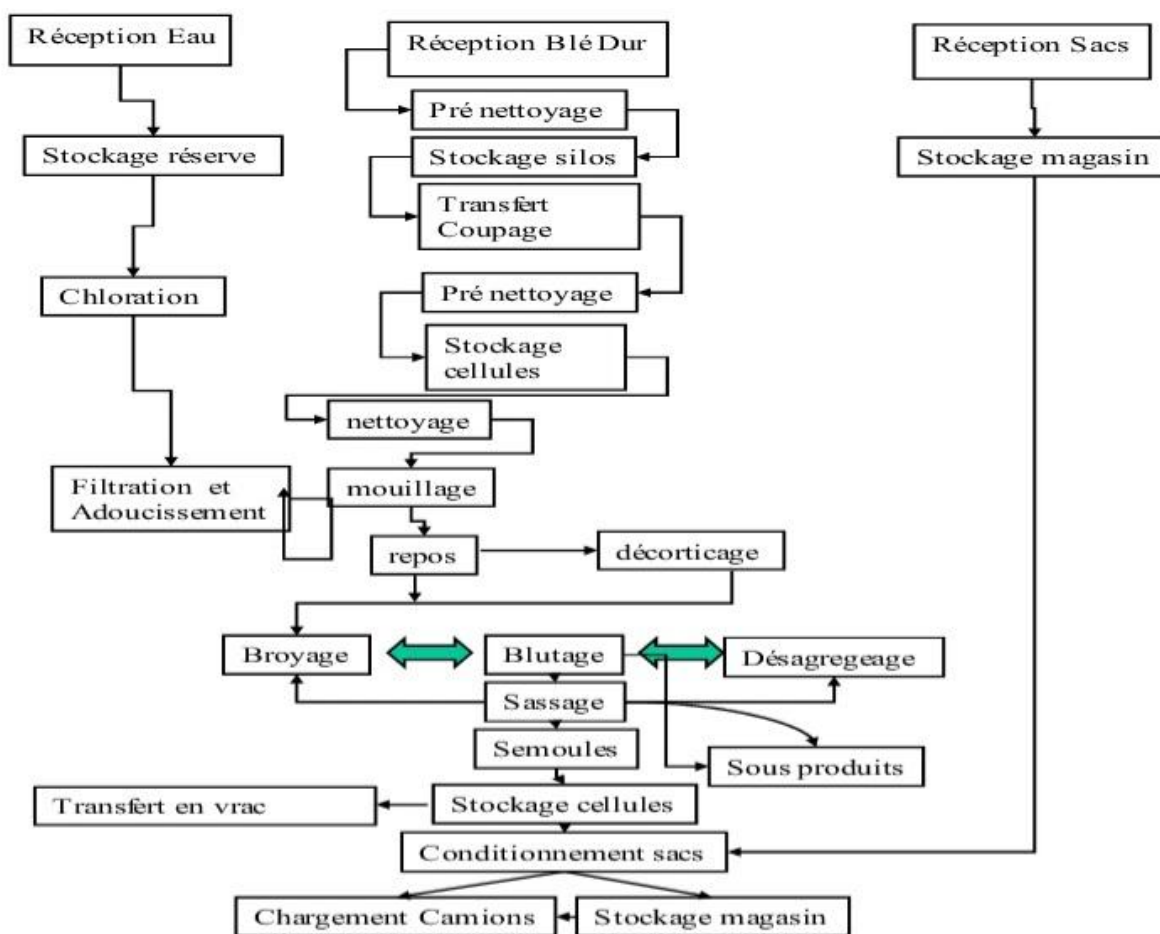 Réception Eau
Réception Blé Dur
Réception Sacs
Pré nettoyage
Stockage réserve
Stockage silos
Stockage magasin
Transfèrt
Coupage
Chloration
Pré nettoyage
Stockage
cellules
nettoyage
Filtration et
Adoucissement
mouillage
repos
décorticage
Broyage
Blutage
Désagregeage
Sassage
Semoules
Sous produits
Transfèrt en vrac
Stockage cellules
Conditionnement sacs
Chargement Camions
Stockage magasin